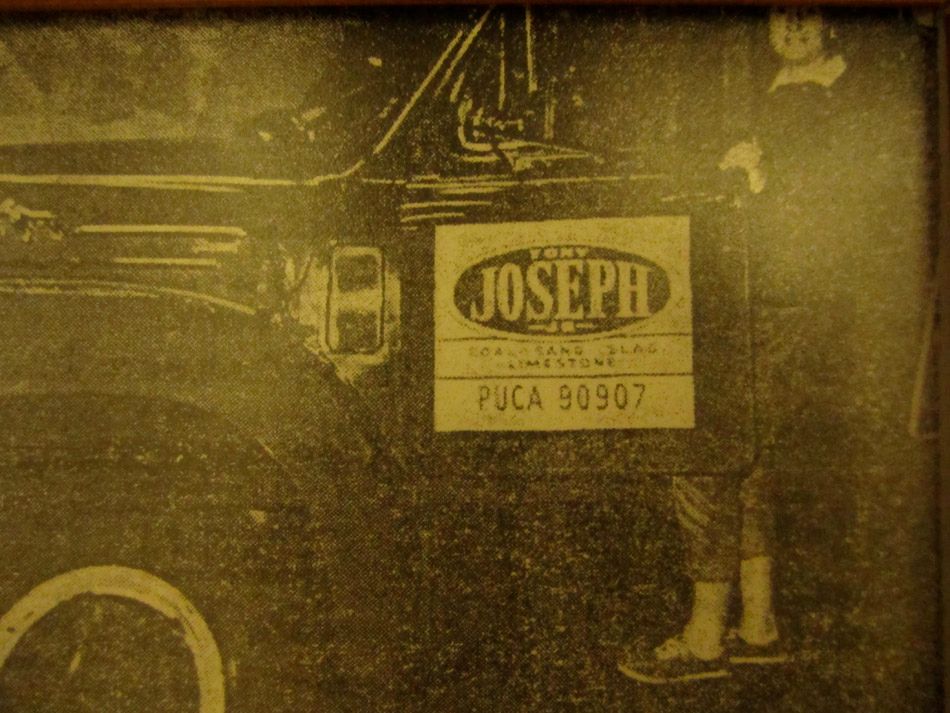 TONY
JOSEPH
JR
COAL SAND SLAG
LIMESTONE
PUCA 90907